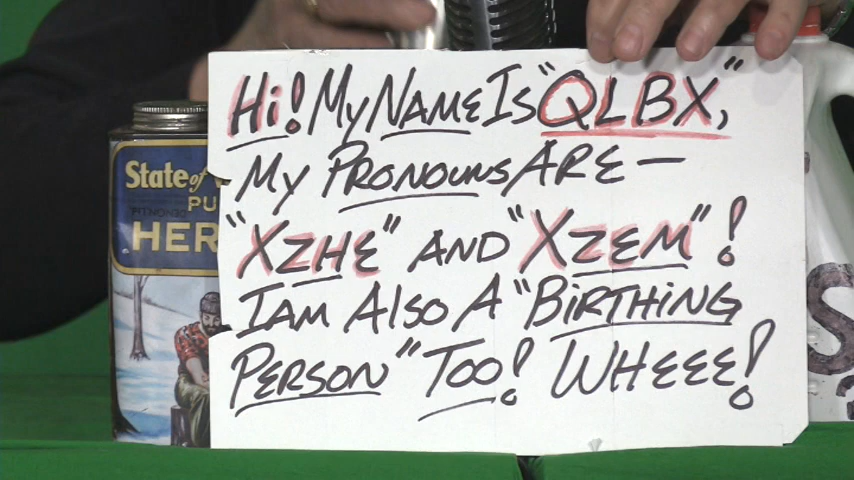 Hi! My NAME Is "QLBX,"
My PRONOUNS ARE —
"XZHE" AND "XZEM"!
I AM Also A "BIRTHING
PERSON" Too! WHEEE!
State of
PU
HER